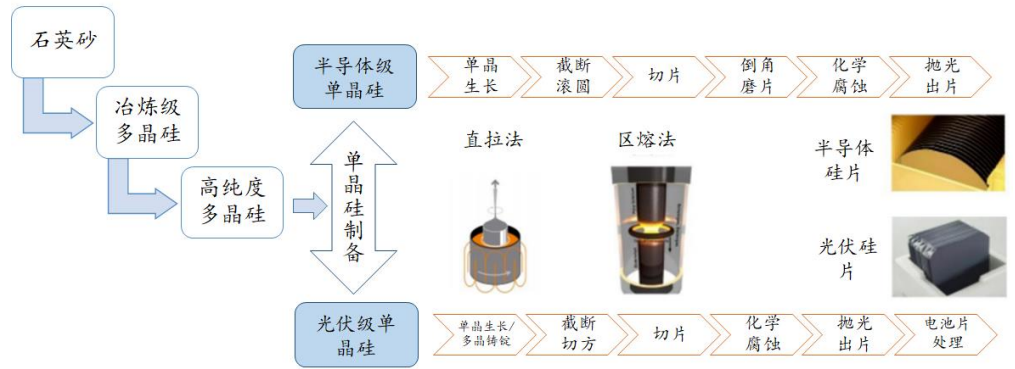 石英砂
冶炼级
多晶硅
高纯度
多晶硅
单晶硅制备
半导体级
单晶硅
单晶
生长
截断
滚圆
切片
倒角
磨片
化学
腐蚀
抛光
出片
直拉法
区熔法
半导体
硅片
光伏硅
片
光伏级单
晶硅
单晶生长/
多晶铸锭
截断
切方
切片
化学
腐蚀
抛光
出片
电池片
处理